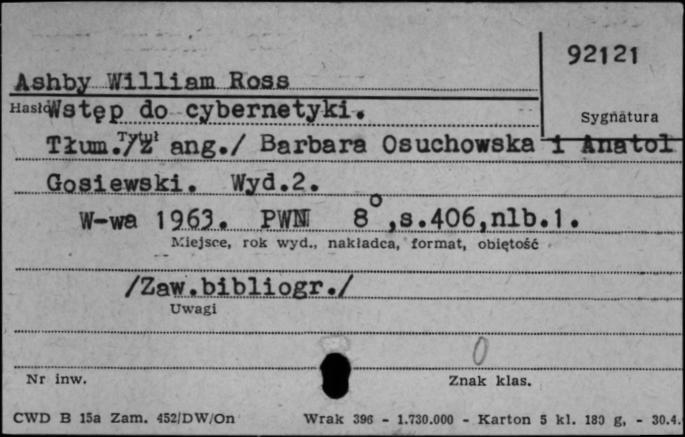 92121
Ashby William Ross
Hasło
Wstęp do cybernetyki.
Sygnatura
Tytuł
Tłum./z ang./ Barbara Osuchowska i Anatol
Gosiewski. Wyd.2.
W-wa 1963. PWN 8°,s.406,nlb.1.
Miejsce, rok wyd., nakładca, format, objętość
/Zaw.bibliogr./
Uwagi
0
Nr inw.
Znak klas.
CWD B 15a Zam. 452/DW/On Wrak 396 - 1.730.000 - Karton 5 kl. 180 g, - 30.4.